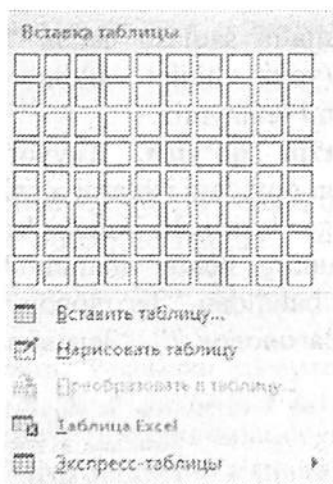 Вставка таблицы
Вставить таблицу...
Нарисовать таблицу
Преобразовать в таблицу...
Таблица Excel
Экспресс-таблицы